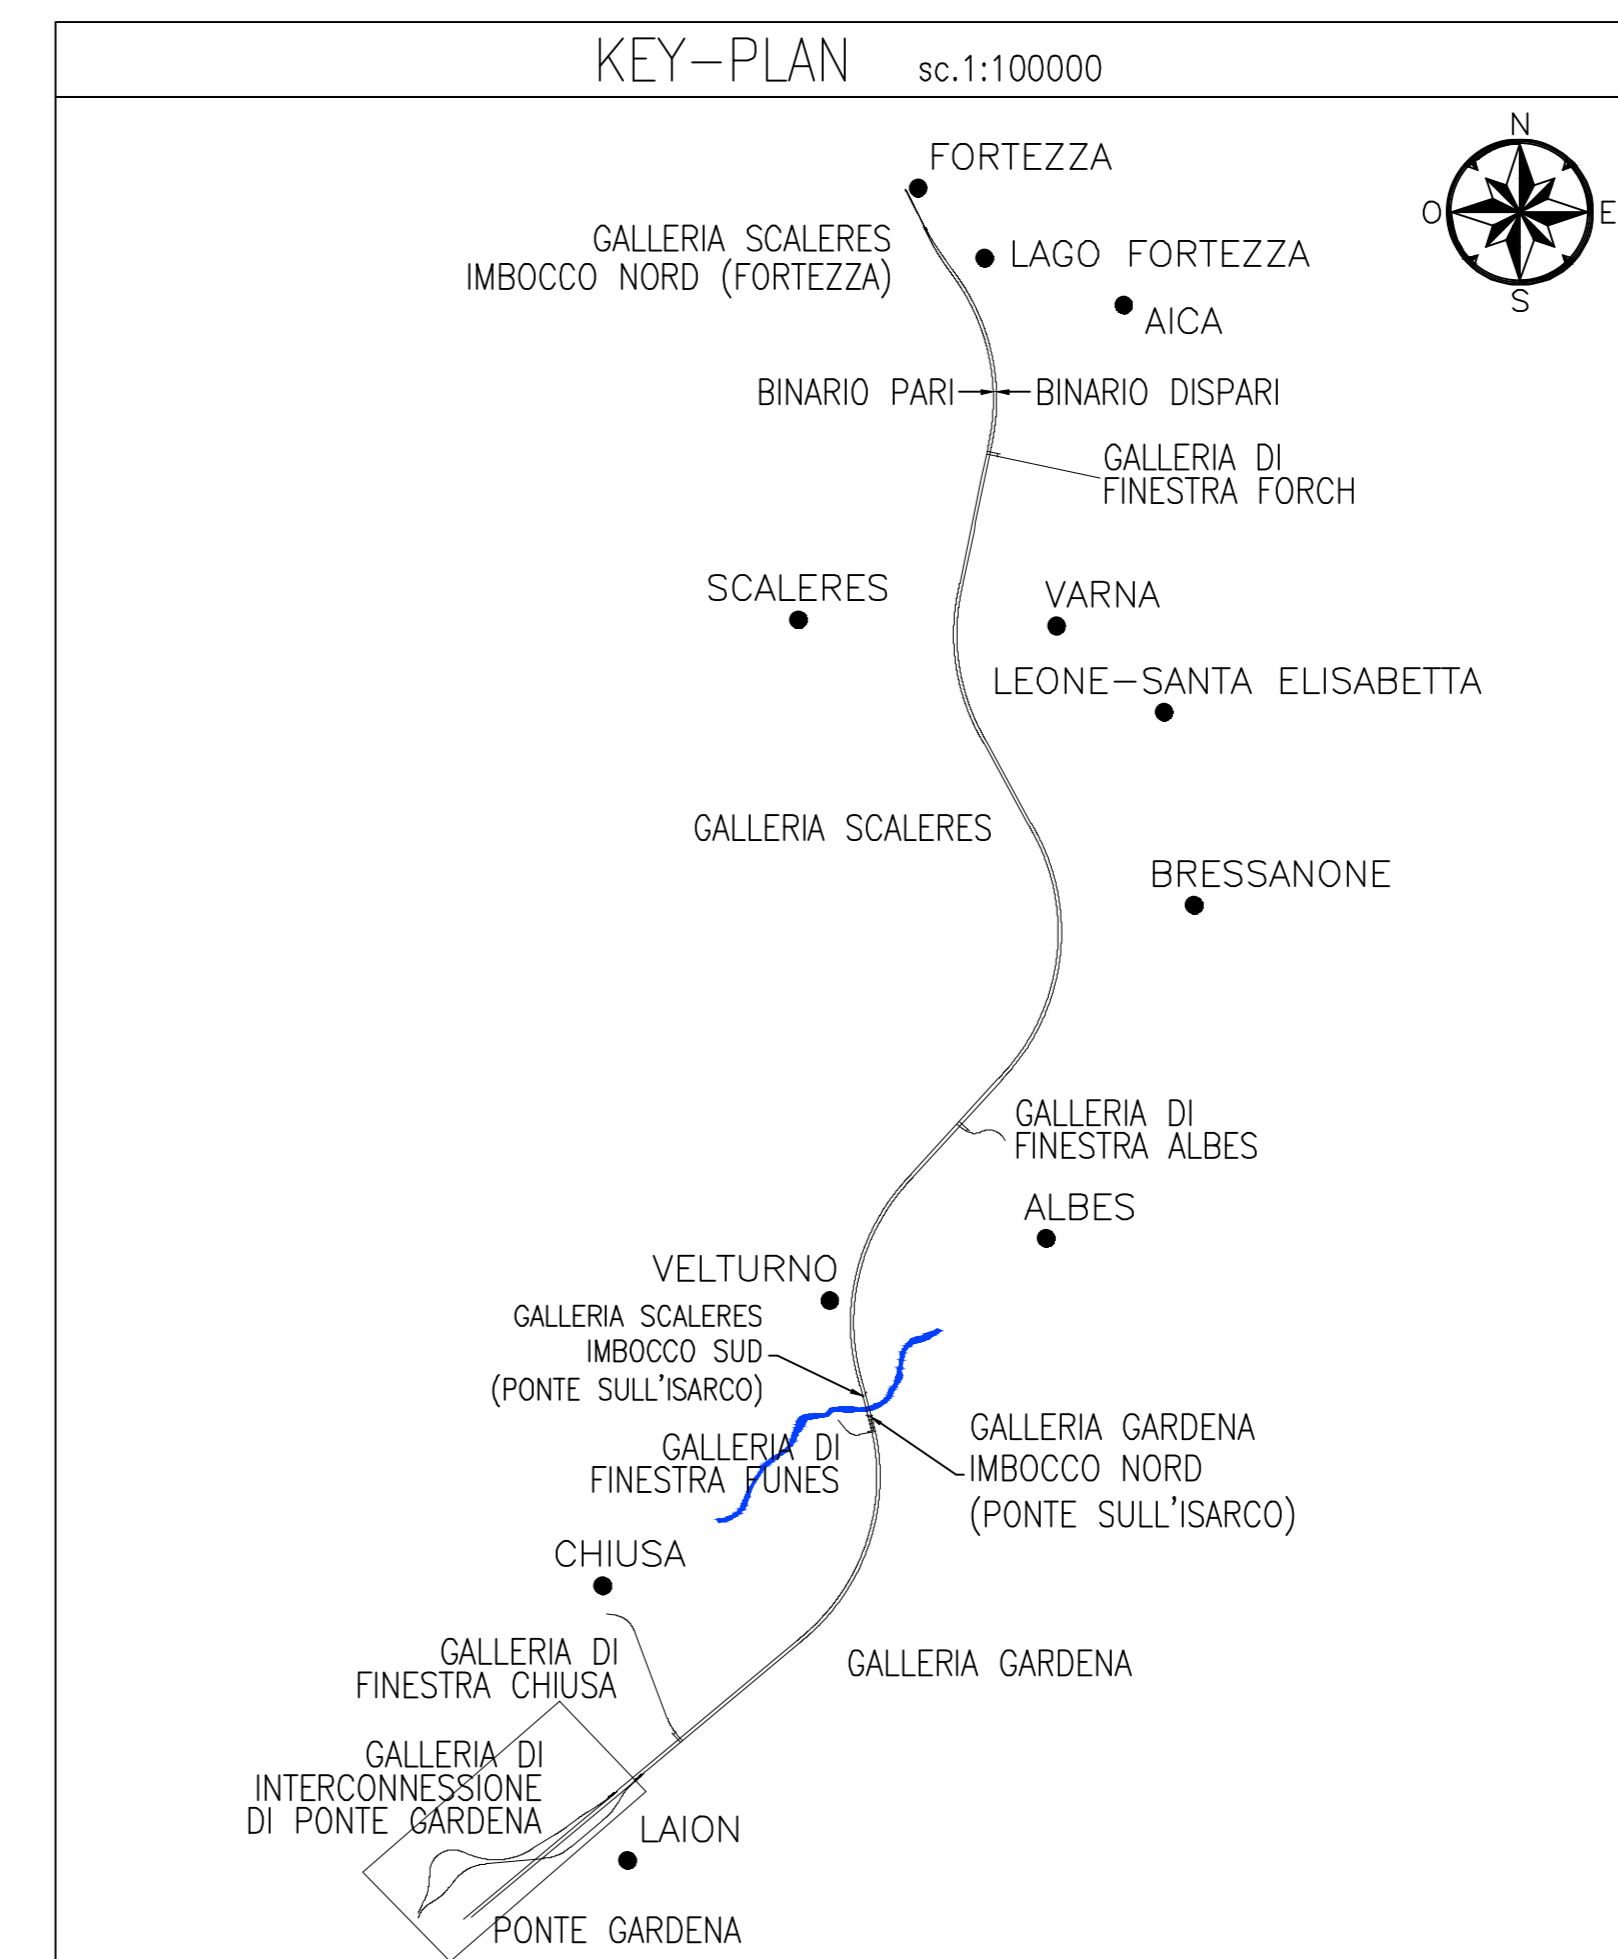 KEY-PLAN sc.1:100000
N
O
E
S
FORTEZZA
GALLERIA SCALERES
IMBOCCO NORD (FORTEZZA)
LAGO FORTEZZA
AICA
BINARIO PARI
BINARIO DISPARI
GALLERIA DI
FINESTRA FORCH
SCALERES
VARNA
LEONE-SANTA ELISABETTA
GALLERIA SCALERES
BRESSANONE
GALLERIA DI
FINESTRA ALBES
ALBES
VELTURNO
GALLERIA SCALERES
IMBOCCO SUD
(PONTE SULL'ISARCO)
GALLERIA DI
FINESTRA FUNES
GALLERIA GARDENA
IMBOCCO NORD
(PONTE SULL'ISARCO)
CHIUSA
GALLERIA DI
FINESTRA CHIUSA
GALLERIA GARDENA
GALLERIA DI
INTERCONNESSIONE
DI PONTE GARDENA
LAION
PONTE GARDENA